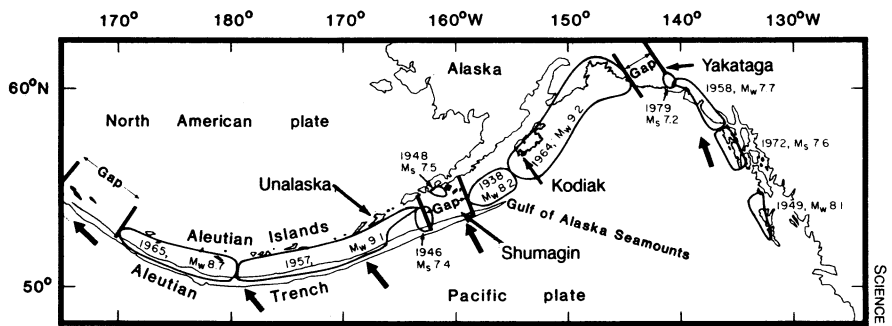 170° 180° 170° 160° 150° 140° 130°W
60°N
50°
Alaska
Gap
Yakataga
1958, Mw 7.7
1979
Ms 7.2
North American plate
1964, Mw 9.2
1972, Ms 7.6
1948
Ms 7.5
Gap
Unalaska
1938
Mw 8.2
Kodiak
Gap
1949, Mw 8.1
Gulf of Alaska Seamounts
Aleutian Islands
Shumagin
1965, Mw 8.7
1957, Mw 9.1
1946
Ms 7.4
Aleutian Trench
Pacific plate
SCIENCE